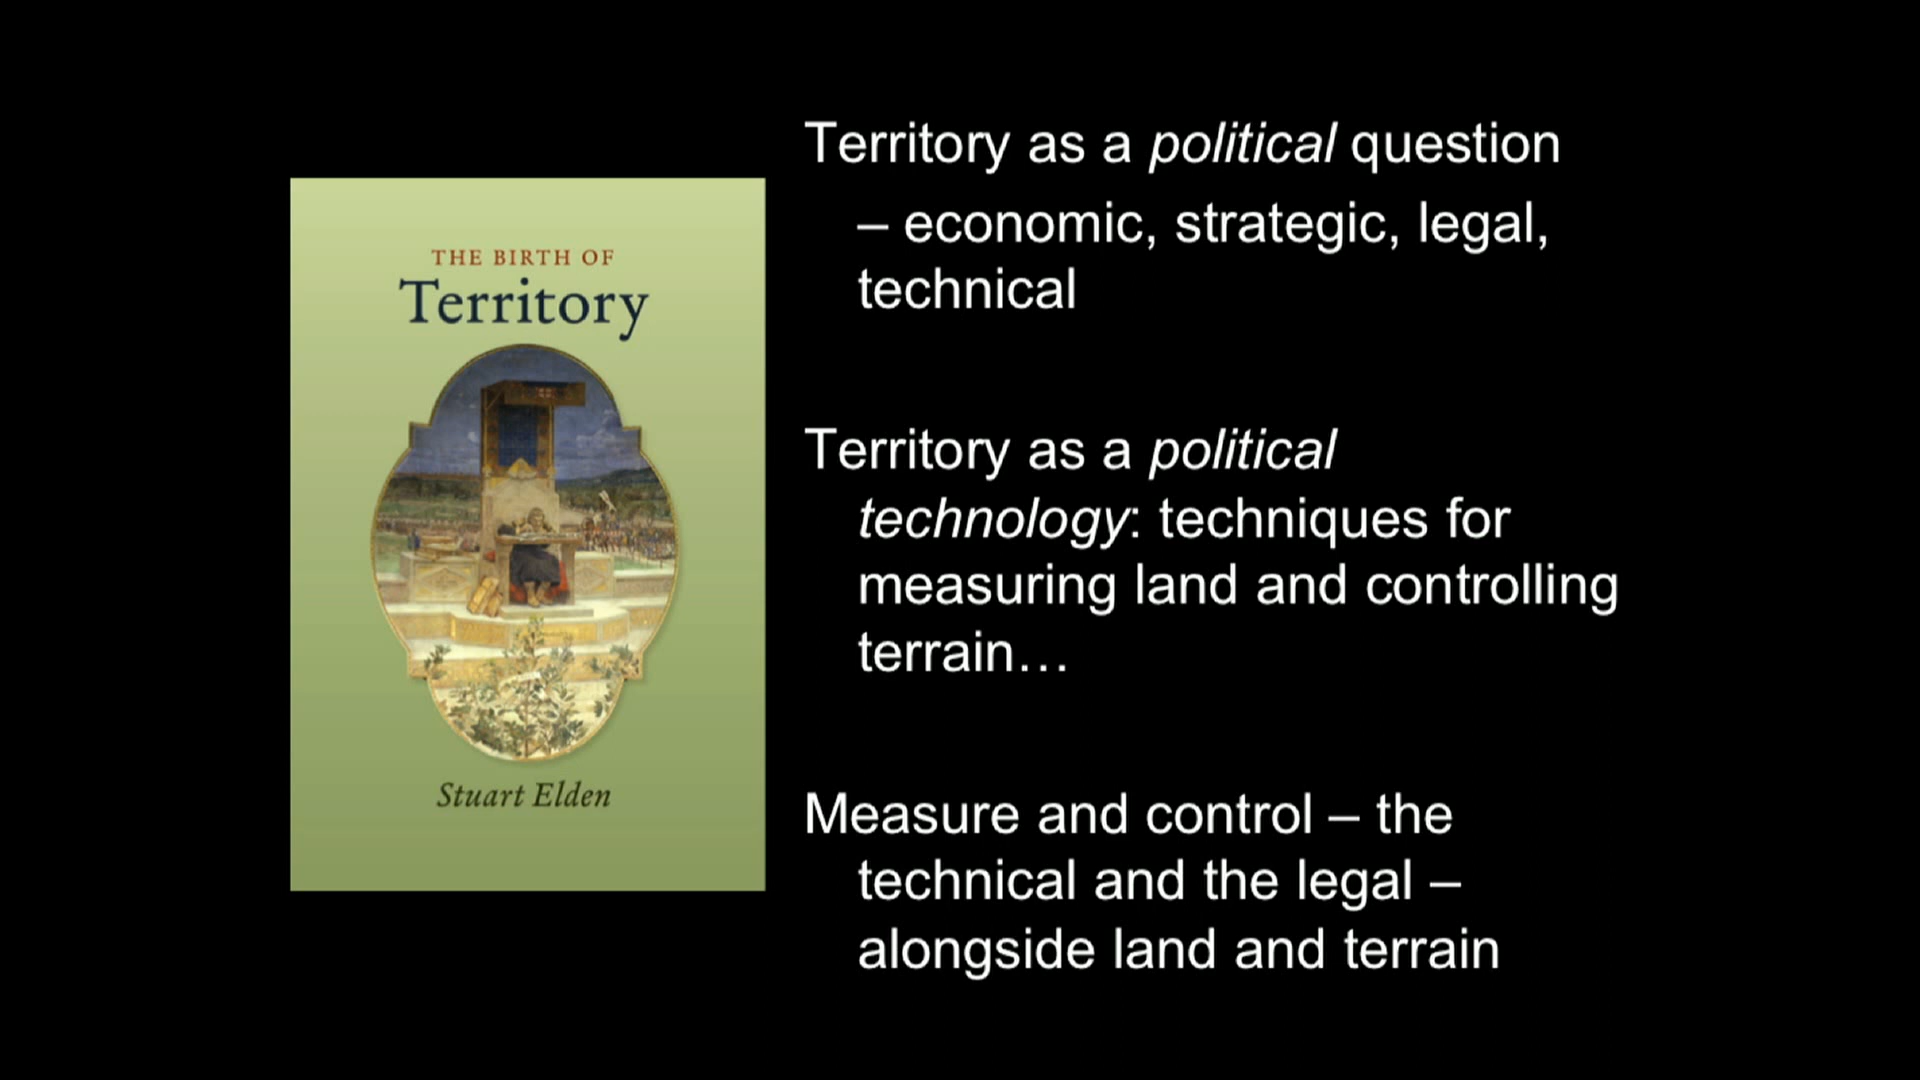 THE BIRTH OF
Territory
Stuart Elden
Territory as a political question
– economic, strategic, legal,
technical
Territory as a political
technology: techniques for
measuring land and controlling
terrain…
Measure and control – the
technical and the legal –
alongside land and terrain